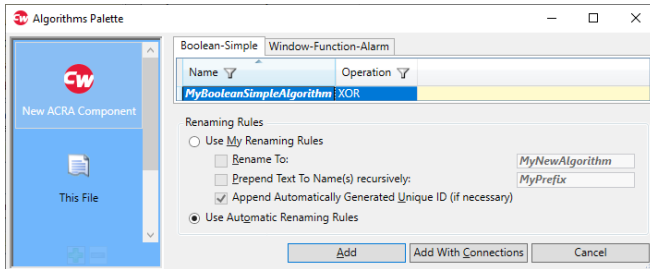 Algorithms Palette
CW
New ACRA Component
This File
Boolean-Simple Window-Function-Alarm
Name Operation
MyBooleanSimpleAlgorithm XOR
Renaming Rules
Use My Renaming Rules
Rename To: MyNewAlgorithm
Prepend Text To Name(s) recursively: MyPrefix
Append Automatically Generated Unique ID (if necessary)
Use Automatic Renaming Rules
Add Add With Connections Cancel